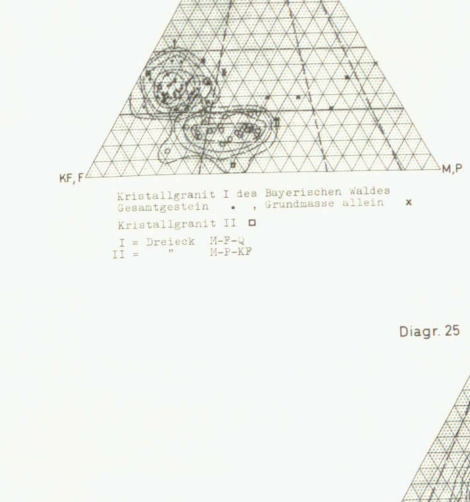 KF, F
M,P
Kristallgranit I des Bayerischen Waldes
Gesamtgestein . , Grundmasse allein x
Kristallgranit II □
I = Dreieck M-F-Q
II = " M-P-KF
Diagr. 25